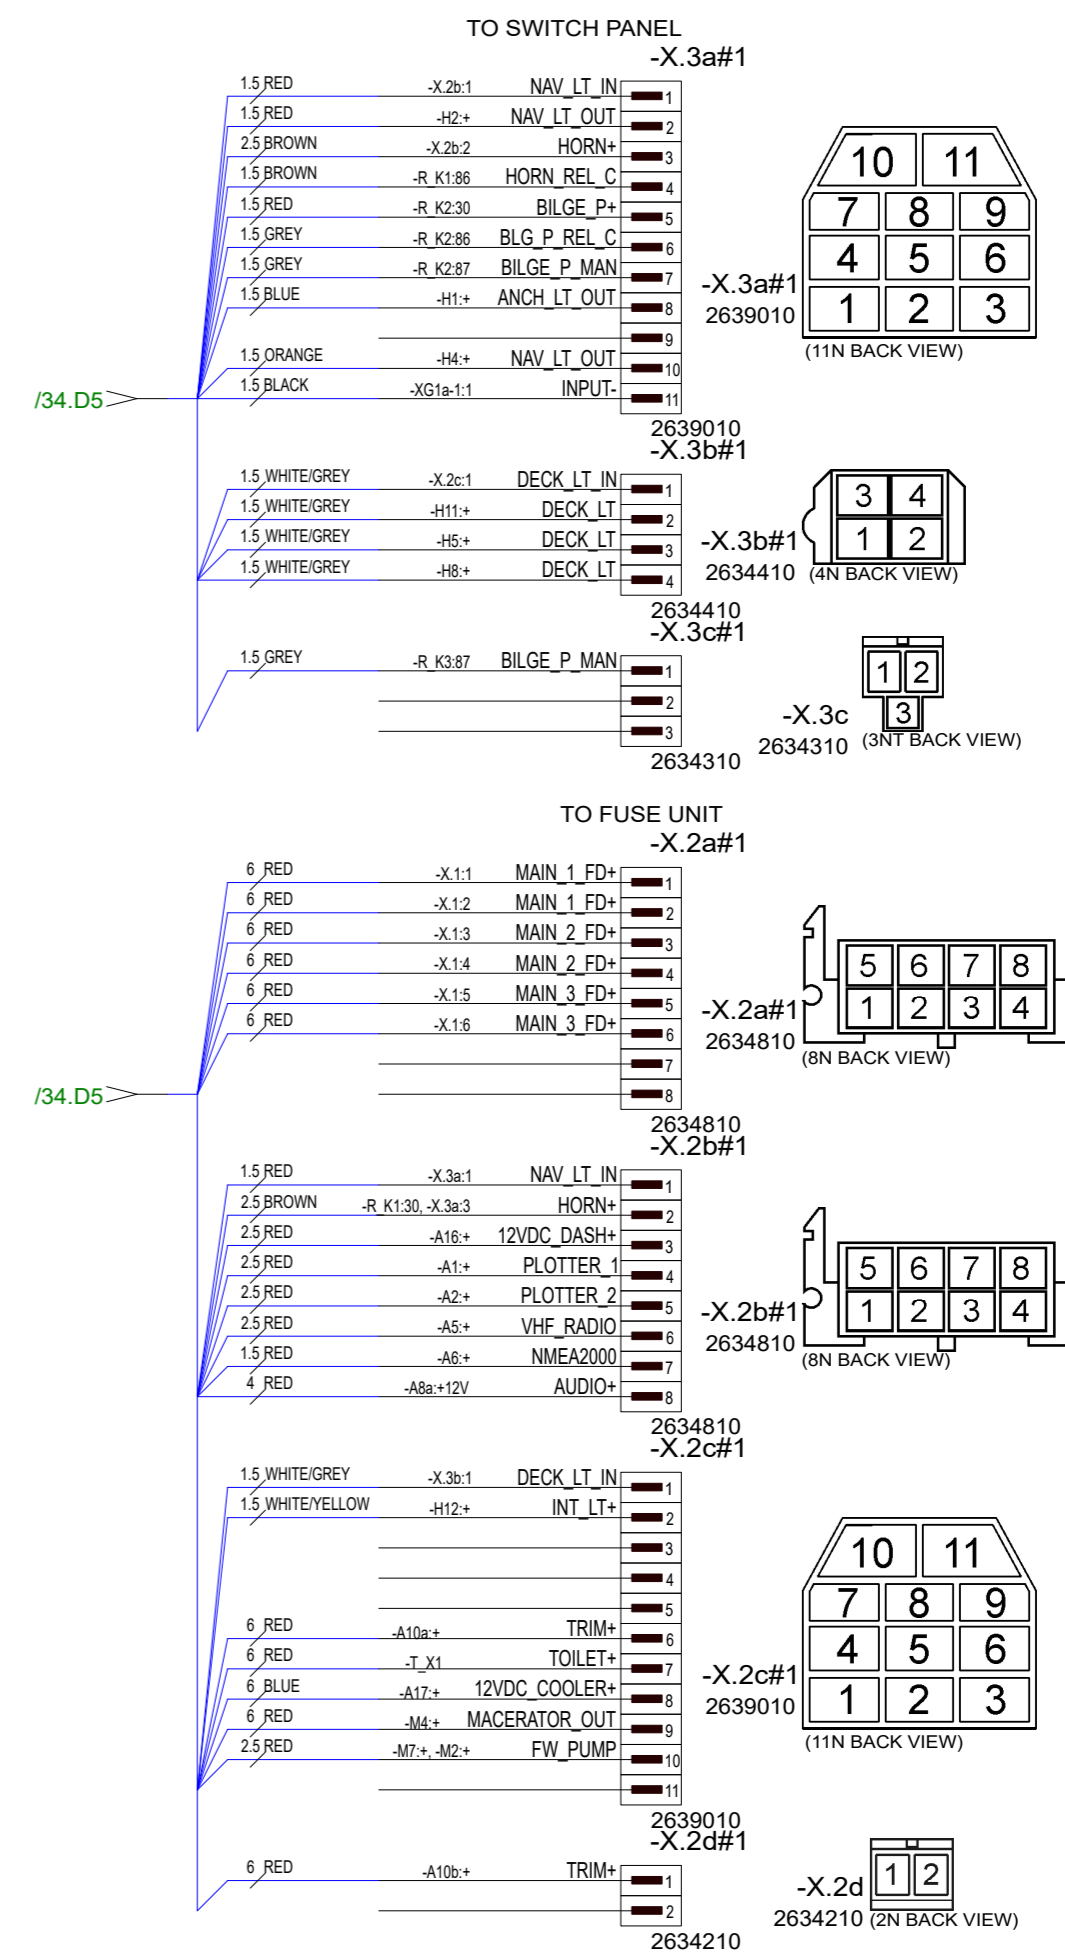 TO SWITCH PANEL
-X.3a#1
1.5 RED -X.2b:1 NAV_LT_IN 1
1.5 RED -H2:+ NAV_LT_OUT 2
2.5 BROWN -X.2b:2 HORN+ 3
1.5 BROWN -R_K1:86 HORN_REL_C 4
1.5 RED -R_K2:30 BILGE_P+ 5
1.5 GREY -R_K2:86 BLG_P_REL_C 6
1.5 GREY -R_K2:87 BILGE_P_MAN 7
1.5 BLUE -H1:+ ANCH_LT_OUT 8
9
1.5 ORANGE -H4:+ NAV_LT_OUT 10
/34.D5 1.5 BLACK -XG1a-1:1 INPUT- 11
2639010
10 11
7 8 9
4 5 6
1 2 3
-X.3a#1
2639010
(11N BACK VIEW)
-X.3b#1
1.5 WHITE/GREY -X.2c:1 DECK_LT_IN 1
1.5 WHITE/GREY -H11:+ DECK_LT 2
1.5 WHITE/GREY -H5:+ DECK_LT 3
1.5 WHITE/GREY -H8:+ DECK_LT 4
2634410
3 4
1 2
-X.3b#1
2634410 (4N BACK VIEW)
-X.3c#1
1.5 GREY -R_K3:87 BILGE_P_MAN 1
2
3
2634310
1 2
3
-X.3c
2634310 (3NT BACK VIEW)
TO FUSE UNIT
-X.2a#1
6 RED -X.1:1 MAIN_1_FD+ 1
6 RED -X.1:2 MAIN_1_FD+ 2
6 RED -X.1:3 MAIN_2_FD+ 3
6 RED -X.1:4 MAIN_2_FD+ 4
6 RED -X.1:5 MAIN_3_FD+ 5
6 RED -X.1:6 MAIN_3_FD+ 6
7
/34.D5 8
2634810
5 6 7 8
1 2 3 4
-X.2a#1
2634810
(8N BACK VIEW)
-X.2b#1
1.5 RED -X.3a:1 NAV_LT_IN 1
2.5 BROWN -R_K1:30, -X.3a:3 HORN+ 2
2.5 RED -A16:+ 12VDC_DASH+ 3
2.5 RED -A1:+ PLOTTER_1 4
2.5 RED -A2:+ PLOTTER_2 5
2.5 RED -A5:+ VHF_RADIO 6
1.5 RED -A6:+ NMEA2000 7
4 RED -A8a:+12V AUDIO+ 8
2634810
5 6 7 8
1 2 3 4
-X.2b#1
2634810
(8N BACK VIEW)
-X.2c#1
1.5 WHITE/GREY -X.3b:1 DECK_LT_IN 1
1.5 WHITE/YELLOW -H12:+ INT_LT+ 2
3
4
5
6 RED -A10a:+ TRIM+ 6
6 RED -T_X1 TOILET+ 7
6 BLUE -A17:+ 12VDC_COOLER+ 8
6 RED -M4:+ MACERATOR_OUT 9
2.5 RED -M7:+, -M2:+ FW_PUMP 10
11
2639010
10 11
7 8 9
4 5 6
1 2 3
-X.2c#1
2639010
(11N BACK VIEW)
-X.2d#1
6 RED -A10b:+ TRIM+ 1
2
2634210
1 2
-X.2d
2634210 (2N BACK VIEW)